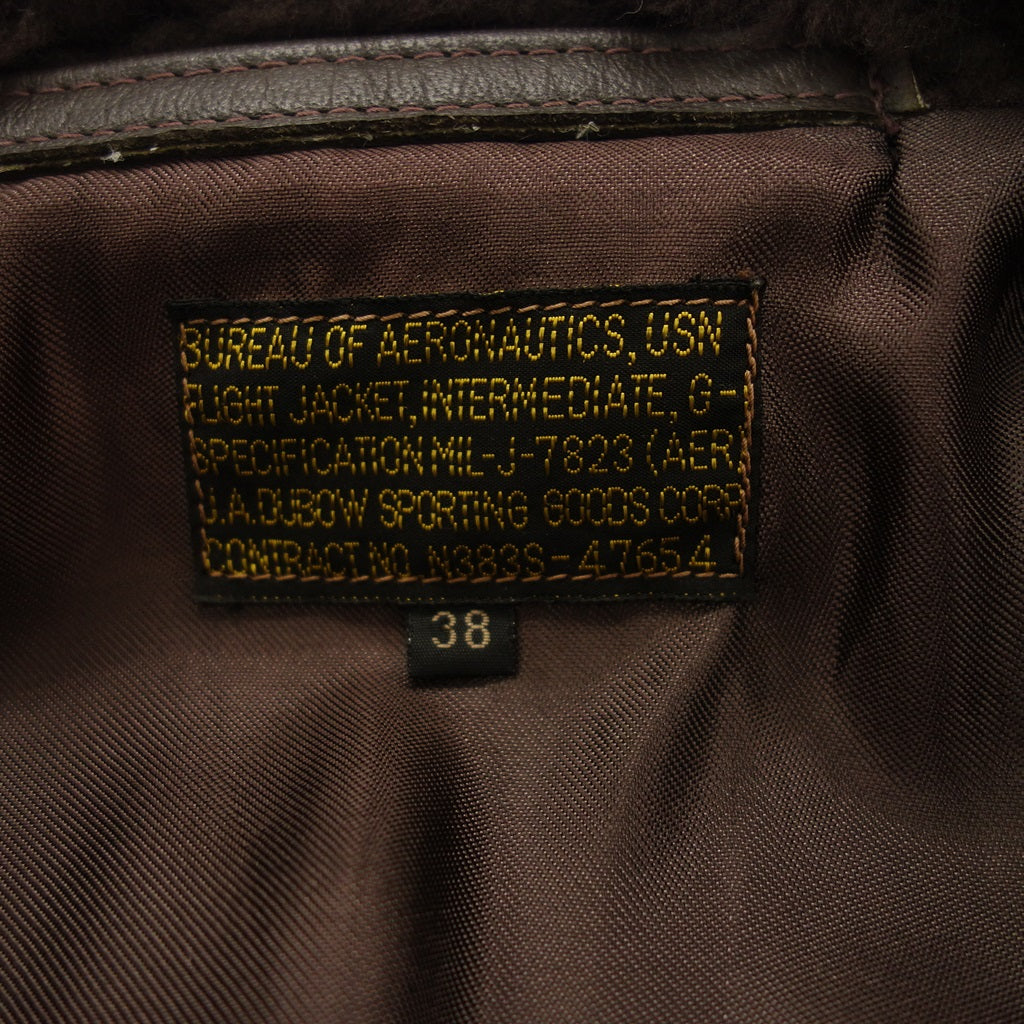 BUREAU OF AERONAUTICS, USN
FLIGHT JACKET, INTERMEDIATE, G-
SPECIFICATION MIL-J-7823 (AER)
J.A. DUBOW SPORTING GOODS CORP
CONTRACT NO. N383S-47654
38